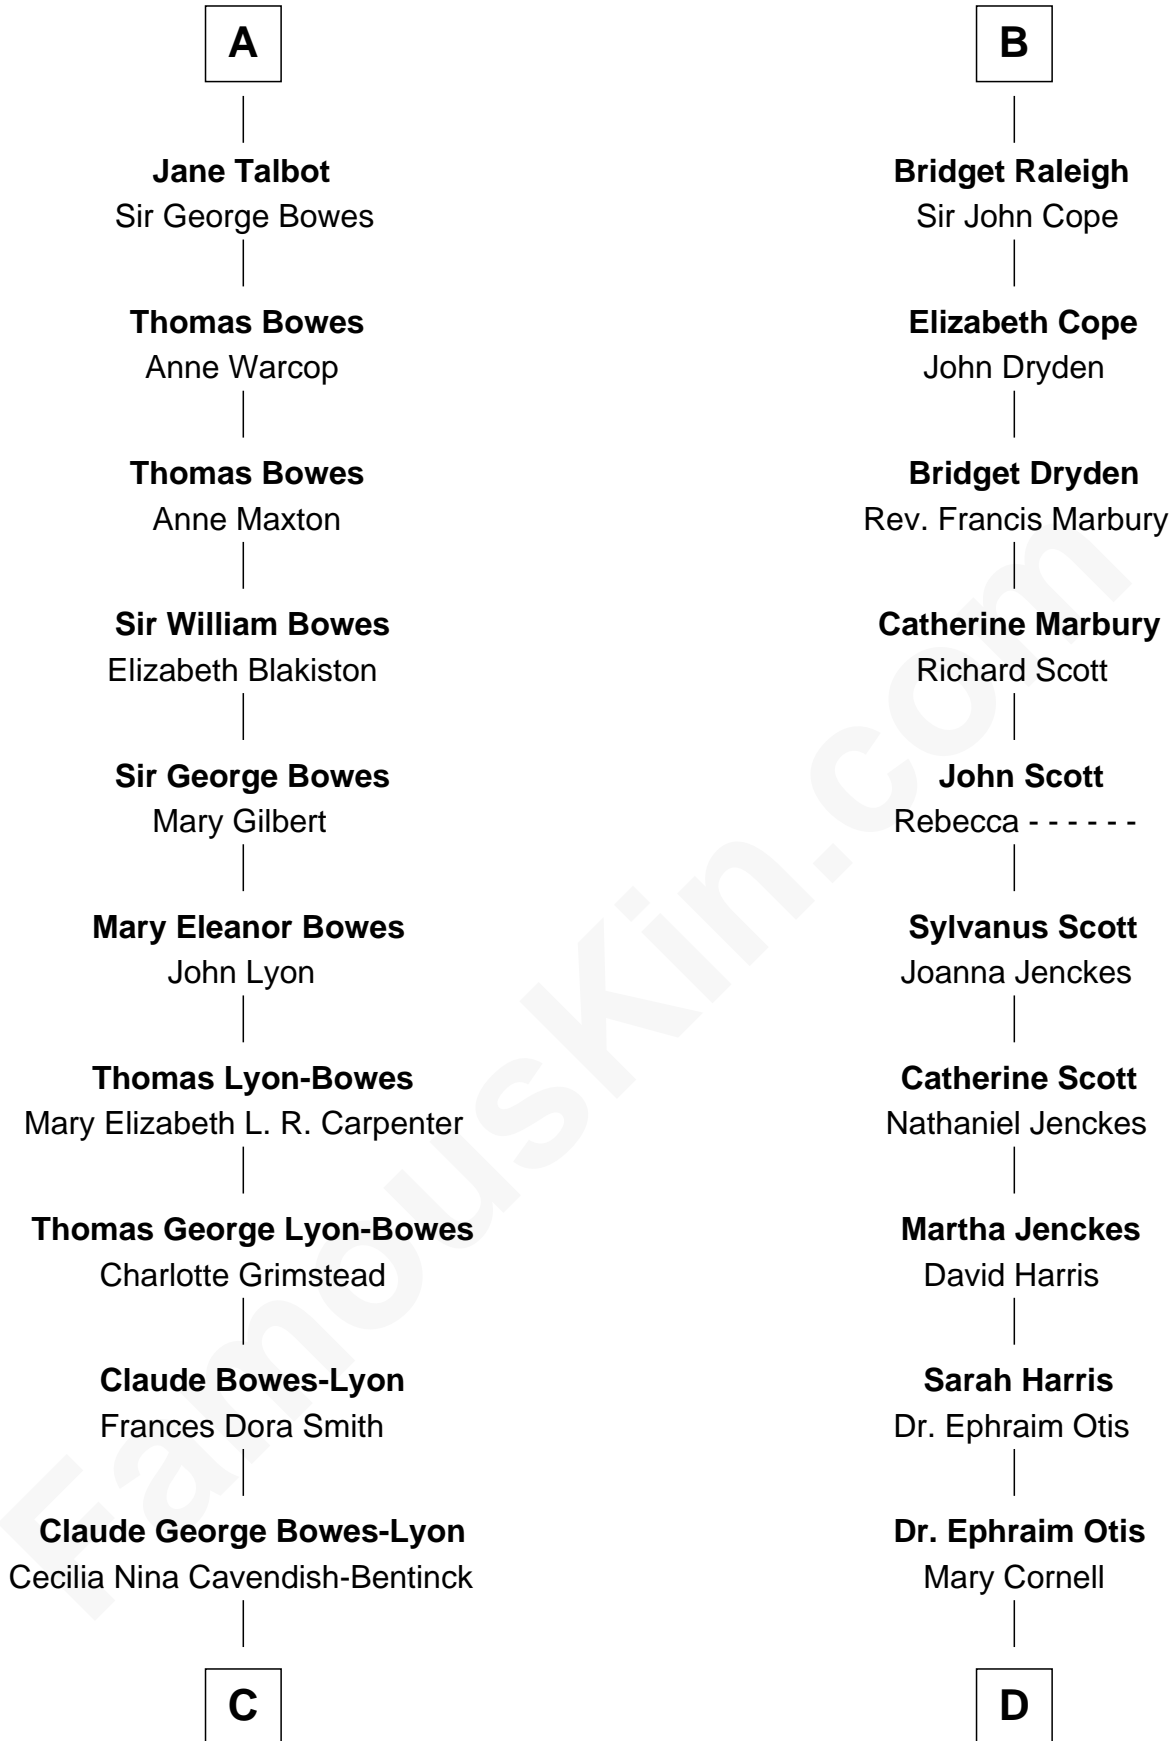 A
Jane Talbot
Sir George Bowes
Thomas Bowes
Anne Warcop
Thomas Bowes
Anne Maxton
Sir William Bowes
Elizabeth Blakiston
Sir George Bowes
Mary Gilbert
Mary Eleanor Bowes
John Lyon
Thomas Lyon-Bowes
Mary Elizabeth L. R. Carpenter
Thomas George Lyon-Bowes
Charlotte Grimstead
Claude Bowes-Lyon
Frances Dora Smith
Claude George Bowes-Lyon
Cecilia Nina Cavendish-Bentinck
C
B
Bridget Raleigh
Sir John Cope
Elizabeth Cope
John Dryden
Bridget Dryden
Rev. Francis Marbury
Catherine Marbury
Richard Scott
John Scott
Rebecca - - - - - -
Sylvanus Scott
Joanna Jenckes
Catherine Scott
Nathaniel Jenckes
Martha Jenckes
David Harris
Sarah Harris
Dr. Ephraim Otis
Dr. Ephraim Otis
Mary Cornell
D
FamousKin.com